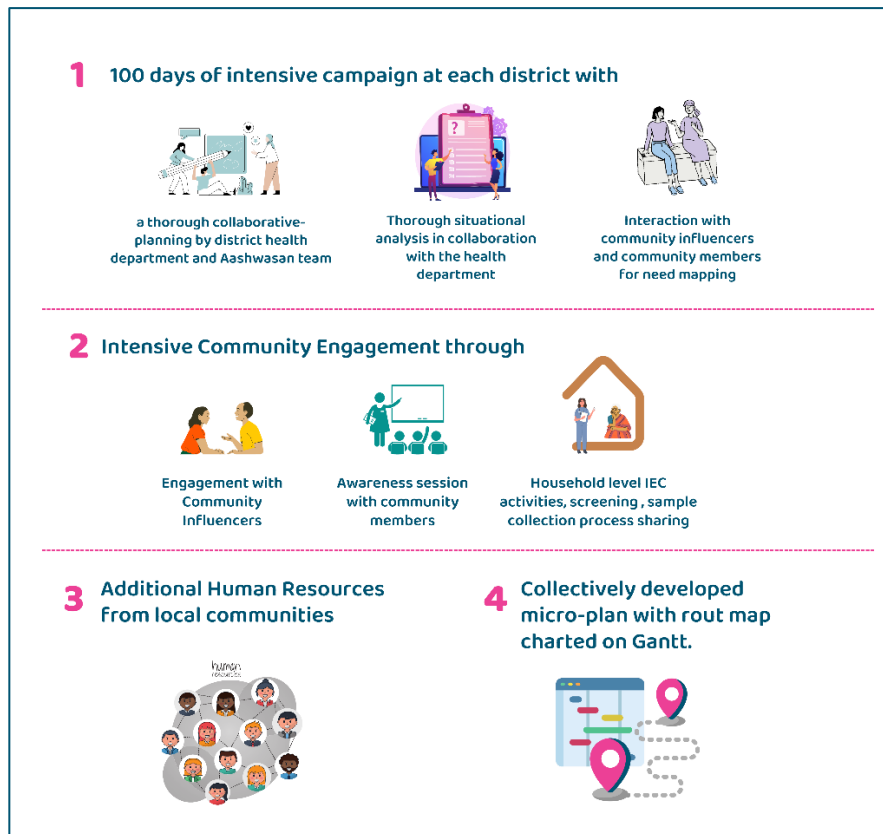 1 100 days of intensive campaign at each district with
a thorough collaborative-
planning by district health
department and Aashwasan team
Thorough situational
analysis in collaboration
with the health
department
Interaction with
community influencers
and community members
for need mapping
2 Intensive Community Engagement through
Engagement with
Community
Influencers
Awareness session
with community
members
Household level IEC
activities, screening , sample
collection process sharing
3 Additional Human Resources
from local communities
human
resources
4 Collectively developed
micro-plan with rout map
charted on Gantt.